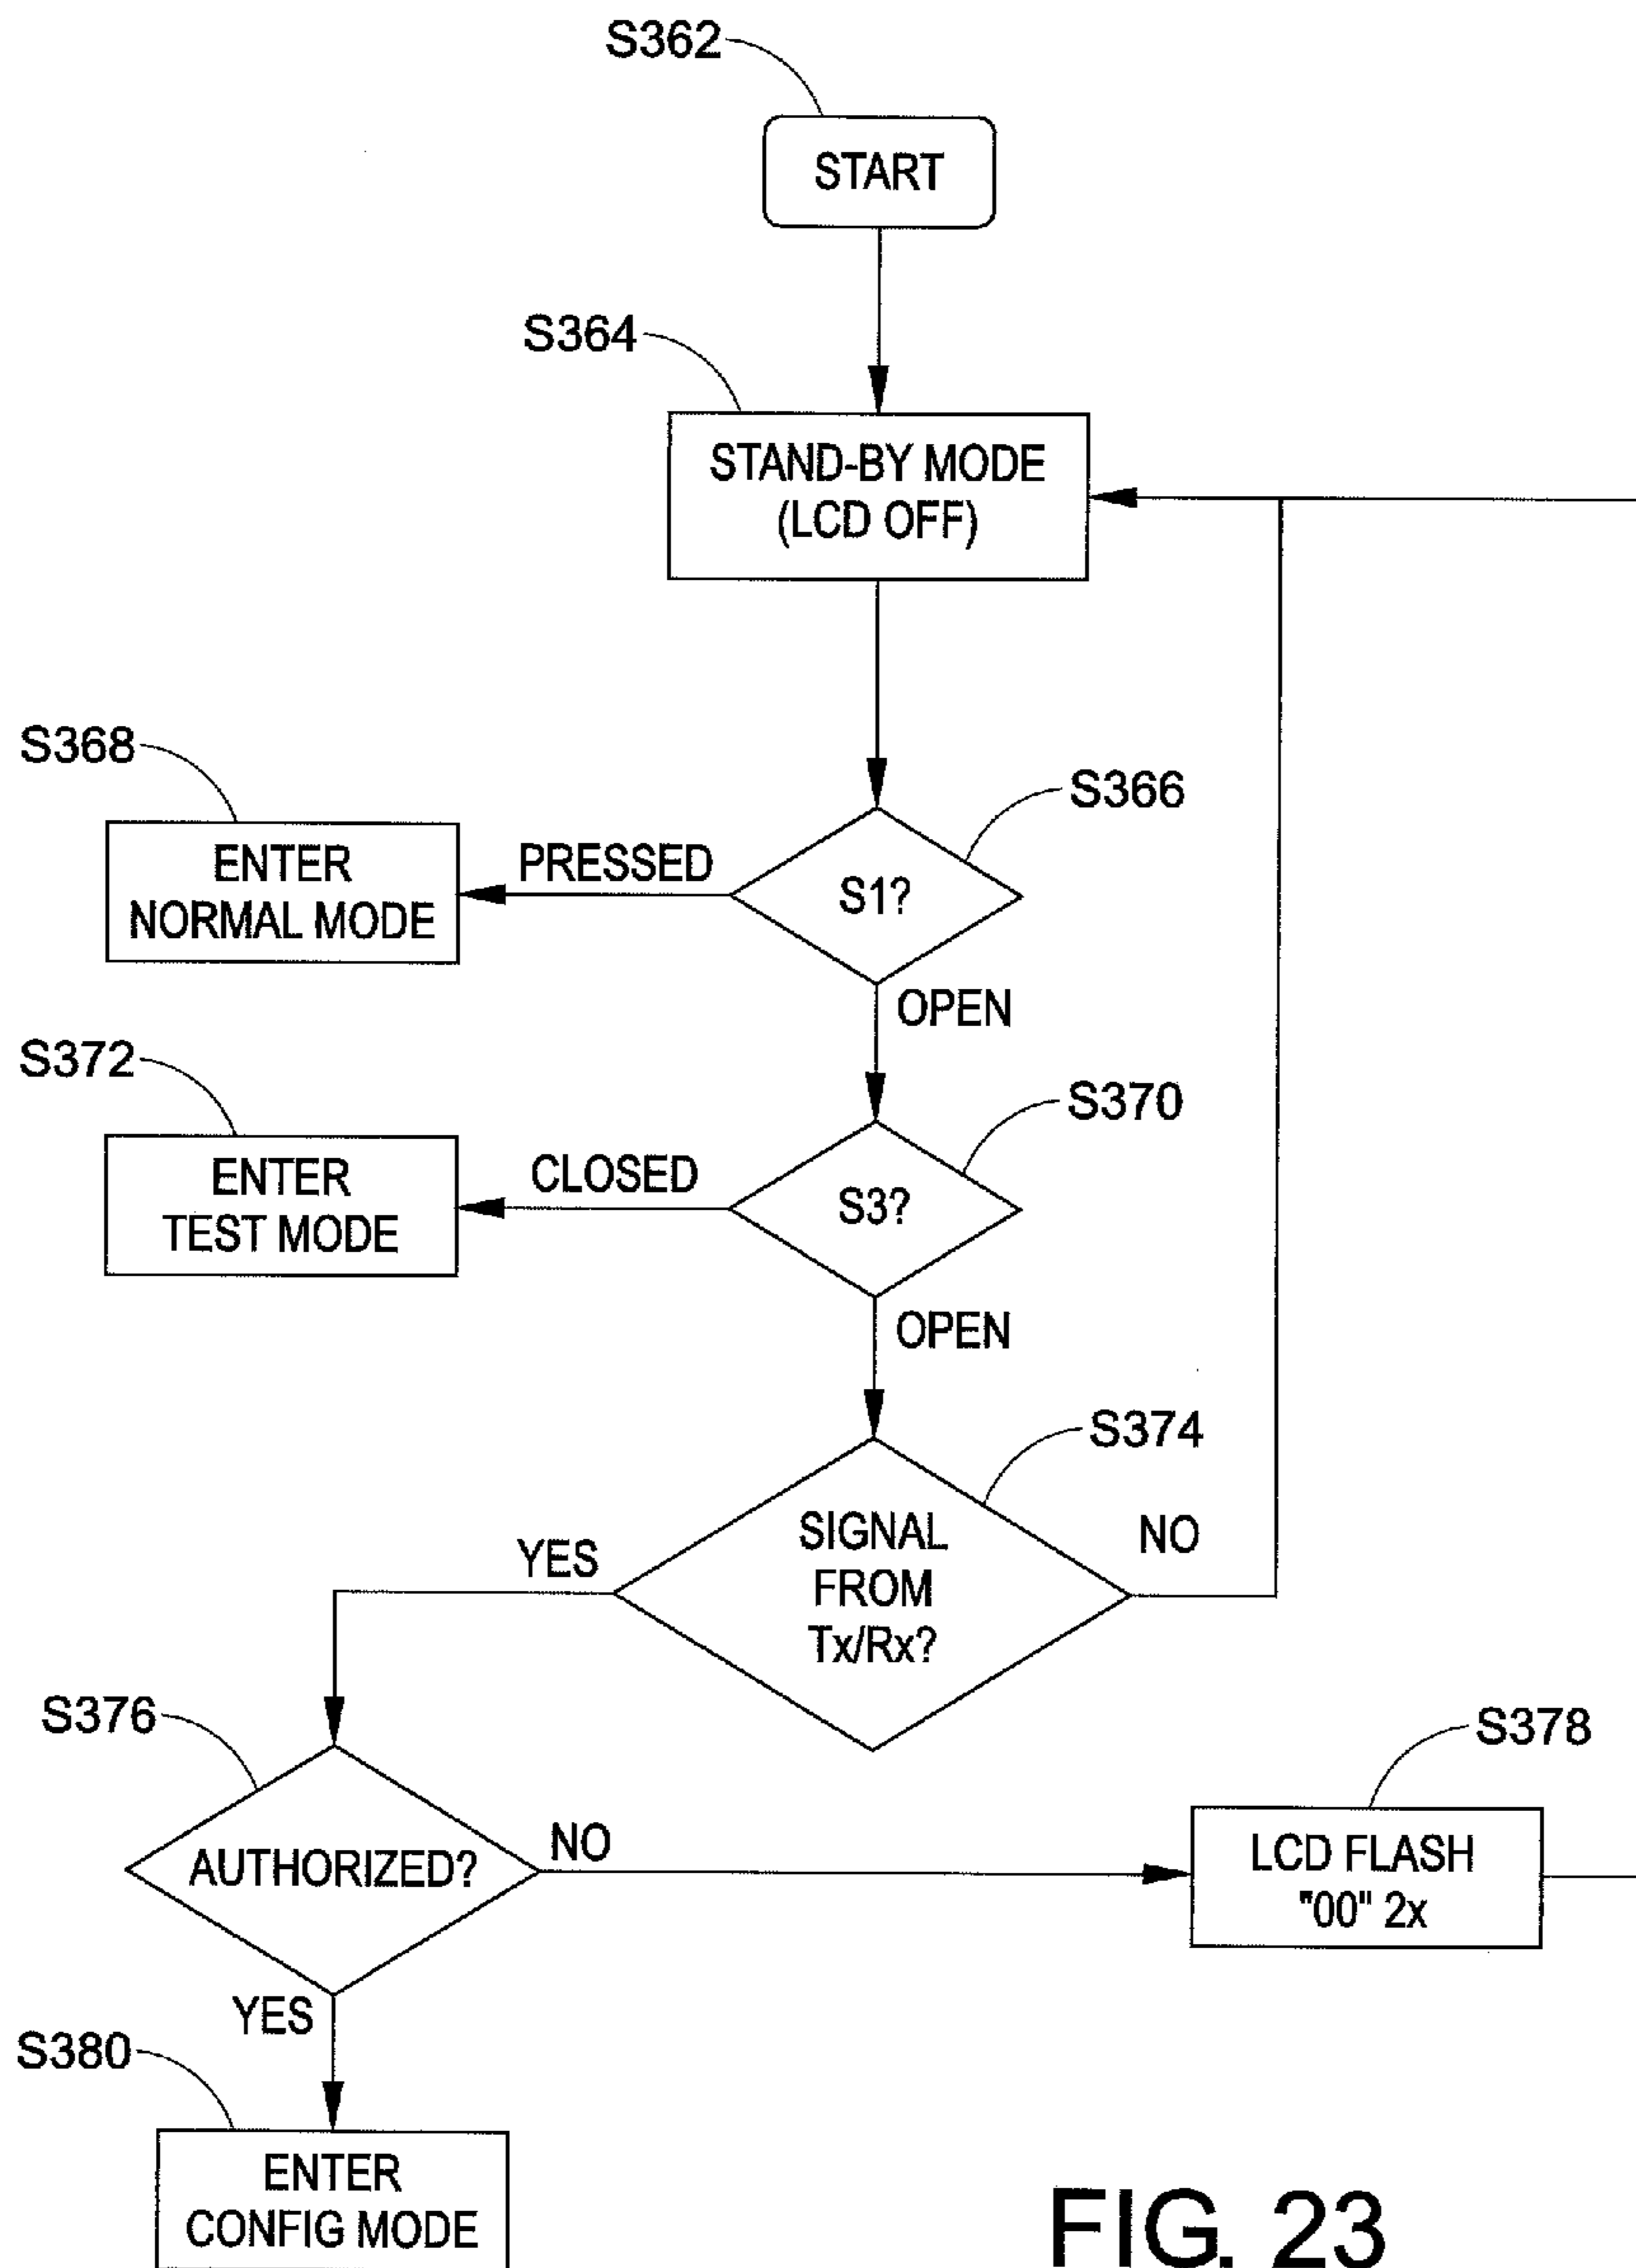 S362
START
S364
STAND-BY MODE
(LCD OFF)
S368
S366
ENTER
NORMAL MODE
PRESSED
S1?
OPEN
S372
S370
ENTER
TEST MODE
CLOSED
S3?
OPEN
S374
YES
SIGNAL
FROM
Tx/Rx?
NO
S376
S378
AUTHORIZED?
NO
LCD FLASH
"00" 2x
YES
S380
ENTER
CONFIG MODE
FIG. 23